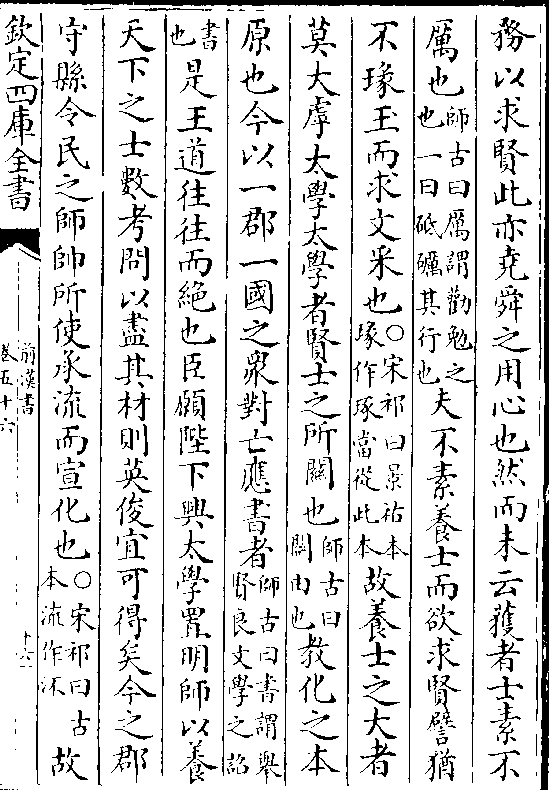 務以求賢此亦堯舜之用心也然而未云獲者士素不
厲也師古曰厲謂勸勉之也一曰砥礪其行也夫不素養士而欲求賢譬猶
不瑑玉而求文采也○宋祁曰景祐本瑑作琢當從此本故養士之大者
莫大虖太學太學者賢士之所關也師古曰關由也教化之本
原也今以一郡一國之衆對亡應書者師古曰書謂舉賢良文學之詔
書也是王道往往而絶也臣願陛下興太學置明師以養
天下之士數考問以盡其材則英俊宜可得矣今之郡
守縣令民之師帥所使承流而宣化也○宋祁曰古本流作㳅故
欽定四庫全書
前漢書
卷五十六
十六